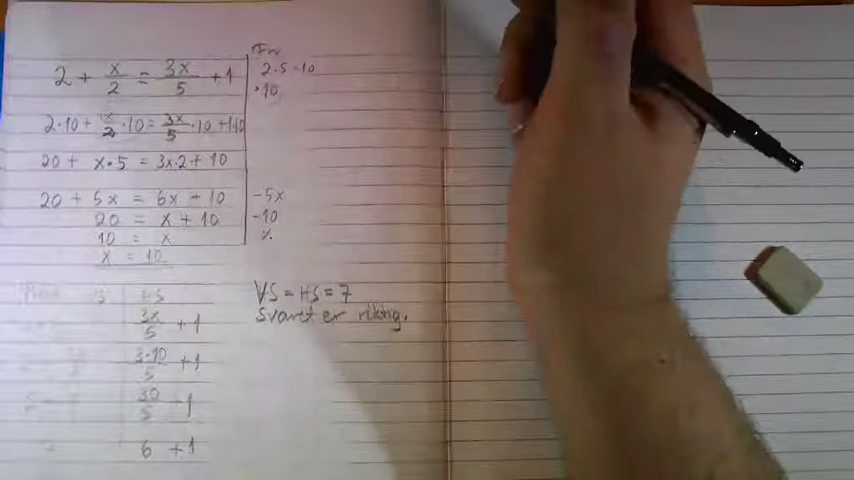 2 + x/2 = 3x/5 + 1
2·5=10
·10
2·10 + x/2 ·10 = 3x/5 ·10 + 1·10
20 + x·5 = 3x·2 + 10
20 + 5x = 6x + 10
-5x
20 = x + 10
-10
10 = x
x = 10
VS = HS = 7
Svaret er riktig.
HS
3x/5 + 1
3·10/5 + 1
30/5 + 1
6 + 1